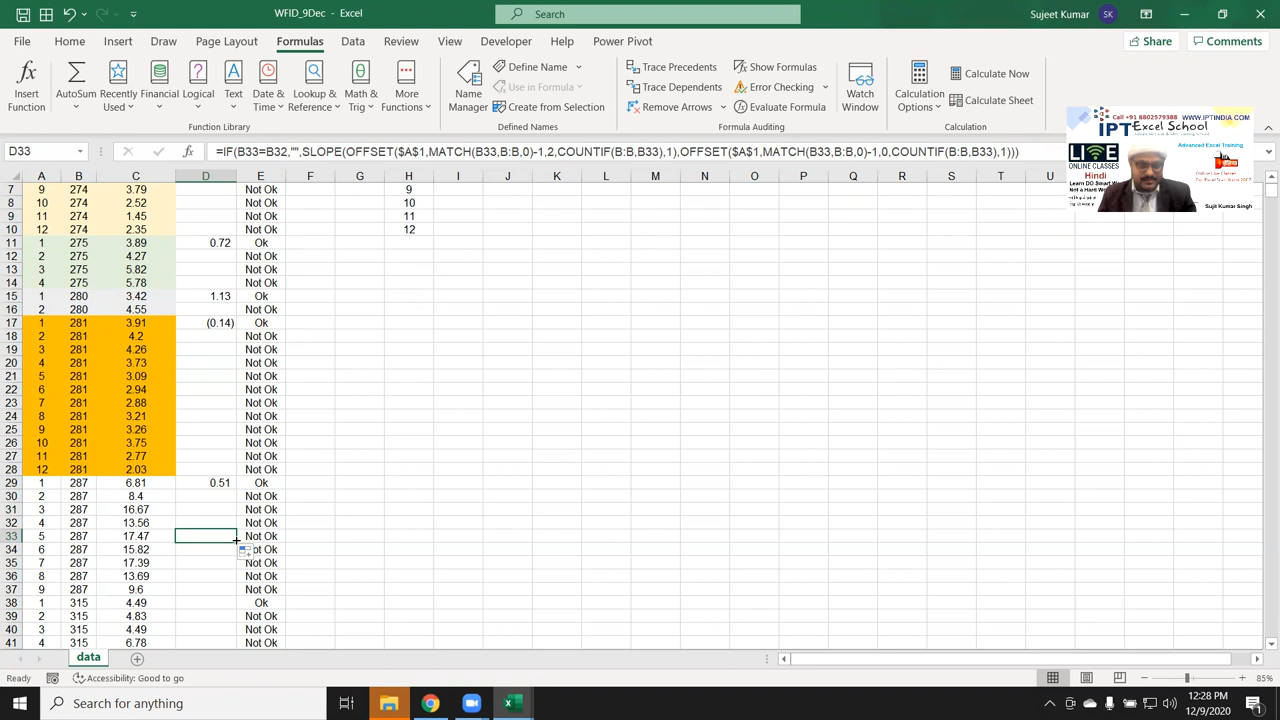 Search
Sujeet Kumar
SK
File
Home
Insert
Draw
Page Layout
Formulas
Data
Review
View
Developer
Help
Power Pivot
Share
Comments
Insert Function
AutoSum
Recently Used
Financial
Logical
Text
Date & Time
Lookup & Reference
Math & Trig
More Functions
Function Library
Name Manager
Define Name
Use in Formula
Create from Selection
Defined Names
Trace Precedents
Trace Dependents
Remove Arrows
Show Formulas
Error Checking
Evaluate Formula
Formula Auditing
Watch Window
Calculation Options
Calculate Now
Calculate Sheet
Calculation
Call +91 8802579388 WWW.IPTINDIA.COM
IPT Excel School
Advanced Excel Training
LIVE
ONLINE CLASSES
Hindi
Learn DO Smart W
Not a Hard W
Sujit Kumar Singh
D33
fx
=IF(B33=B32,"",SLOPE(OFFSET($A$1,MATCH(B33,B:B,0)-1,2,COUNTIF(B:B,B33),1),OFFSET($A$1,MATCH(B33,B:B,0)-1,0,COUNTIF(B:B,B33),1)))
A B C D E F G H I J K L M N O P Q R S T U
7 9 274 3.79 Not Ok 9
8 10 274 2.52 Not Ok 10
9 11 274 1.45 Not Ok 11
10 12 274 2.35 Not Ok 12
11 1 275 3.89 0.72 Ok
12 2 275 4.27 Not Ok
13 3 275 5.82 Not Ok
14 4 275 5.78 Not Ok
15 1 280 3.42 1.13 Ok
16 2 280 4.55 Not Ok
17 1 281 3.91 (0.14) Ok
18 2 281 4.2 Not Ok
19 3 281 4.26 Not Ok
20 4 281 3.73 Not Ok
21 5 281 3.09 Not Ok
22 6 281 2.94 Not Ok
23 7 281 2.88 Not Ok
24 8 281 3.21 Not Ok
25 9 281 3.26 Not Ok
26 10 281 3.75 Not Ok
27 11 281 2.77 Not Ok
28 12 281 2.03 Not Ok
29 1 287 6.81 0.51 Ok
30 2 287 8.4 Not Ok
31 3 287 16.67 Not Ok
32 4 287 13.56 Not Ok
33 5 287 17.47 Not Ok
34 6 287 15.82 ot Ok
35 7 287 17.39 Not Ok
36 8 287 13.69 Not Ok
37 9 287 9.6 Not Ok
38 1 315 4.49 Ok
39 2 315 4.83 Not Ok
40 3 315 4.49 Not Ok
41 4 315 6.78 Not Ok
data
Ready
Accessibility: Good to go
85%
Search for anything
12:28 PM
12/9/2020